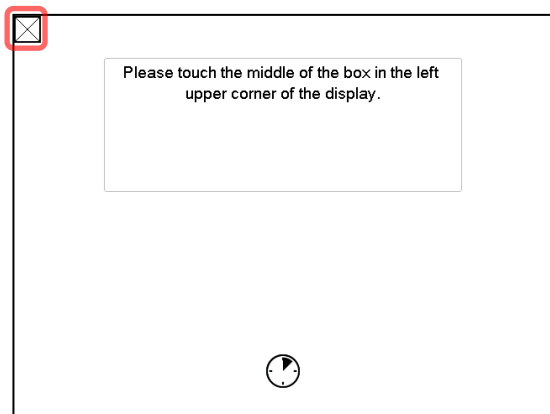 Please touch the middle of the box in the left
upper corner of the display.